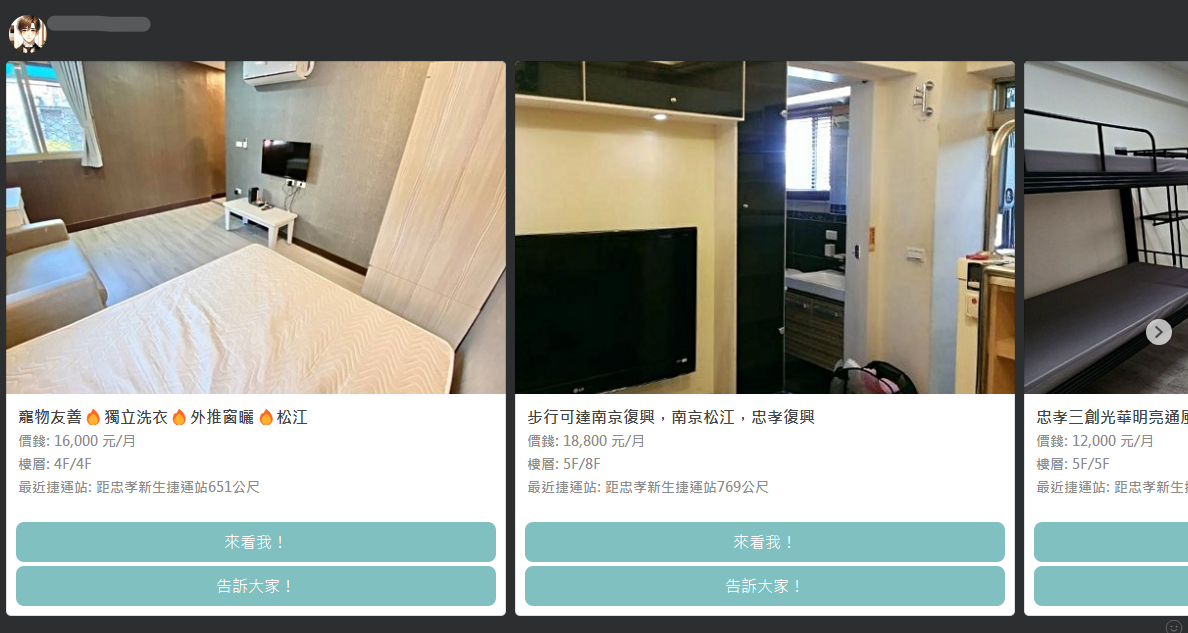 寵物友善🔥獨立洗衣🔥外推窗曬🔥松江
價錢: 16,000 元/月
樓層: 4F/4F
最近捷運站: 距忠孝新生捷運站651公尺
來看我！
告訴大家！
LG
步行可達南京復興，南京松江，忠孝復興
價錢: 18,800 元/月
樓層: 5F/8F
最近捷運站: 距忠孝新生捷運站769公尺
來看我！
告訴大家！
忠孝三創光華明亮通風
價錢: 12,000 元/月
樓層: 5F/5F
最近捷運站: 距忠孝新生